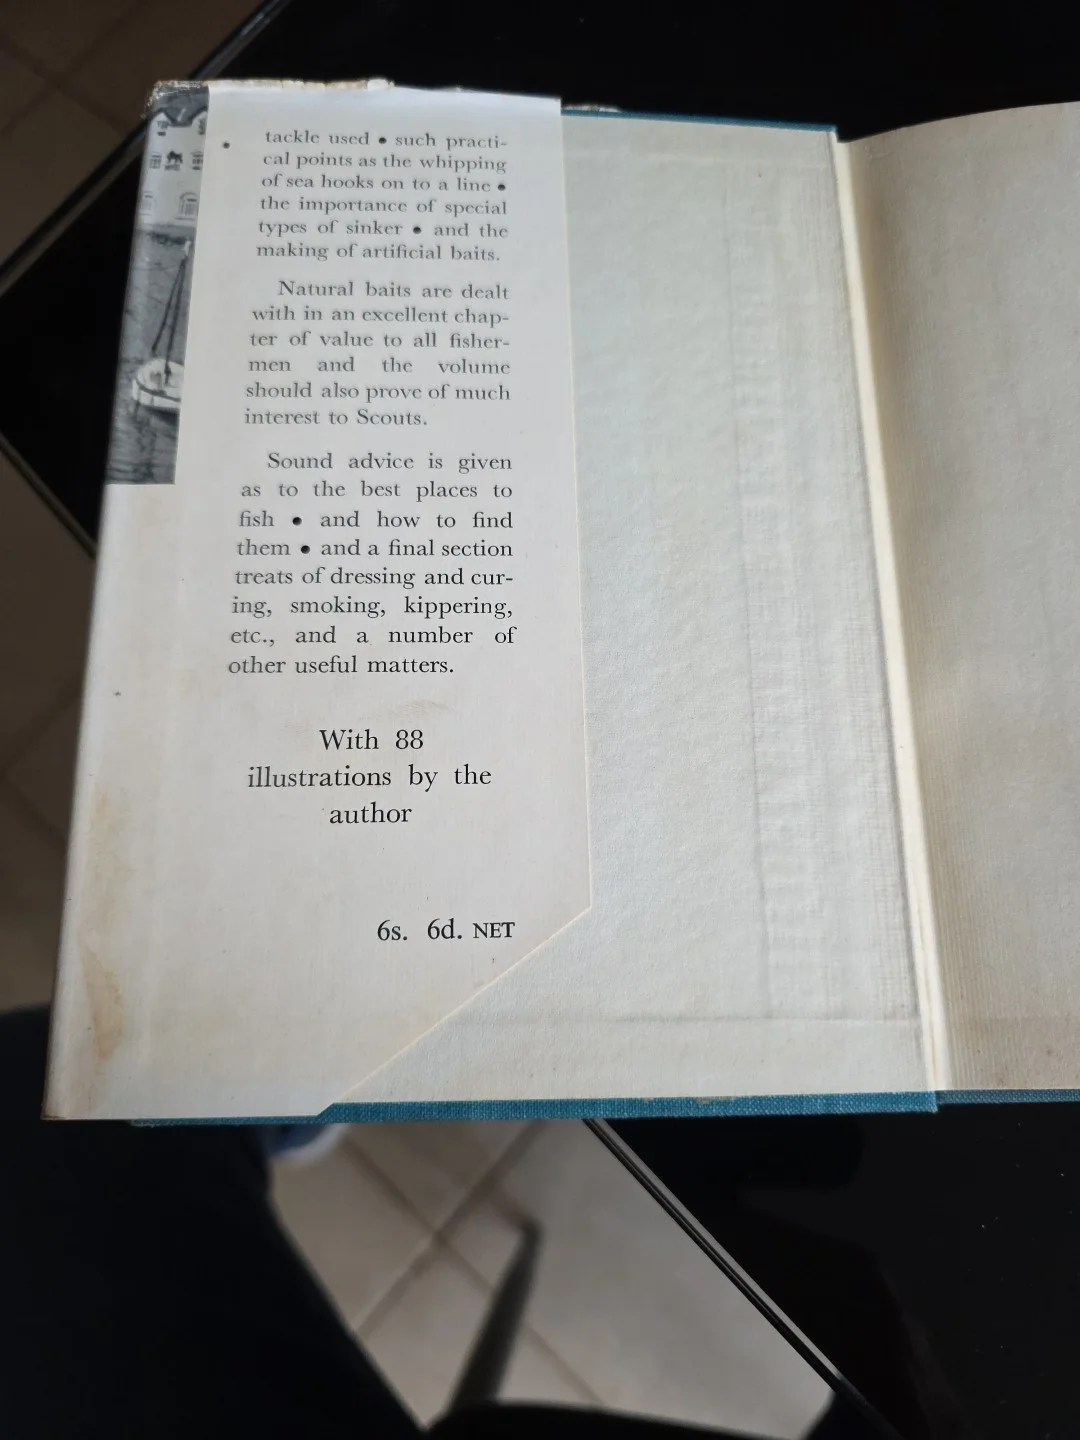 tackle used • such practi-
cal points as the whipping
of sea hooks on to a line •
the importance of special
types of sinker • and the
making of artificial baits.
Natural baits are dealt
with in an excellent chap-
ter of value to all fisher-
men and the volume
should also prove of much
interest to Scouts.
Sound advice is given
as to the best places to
fish • and how to find
them • and a final section
treats of dressing and cur-
ing, smoking, kippering,
etc., and a number of
other useful matters.
With 88
illustrations by the
author
6s. 6d. NET